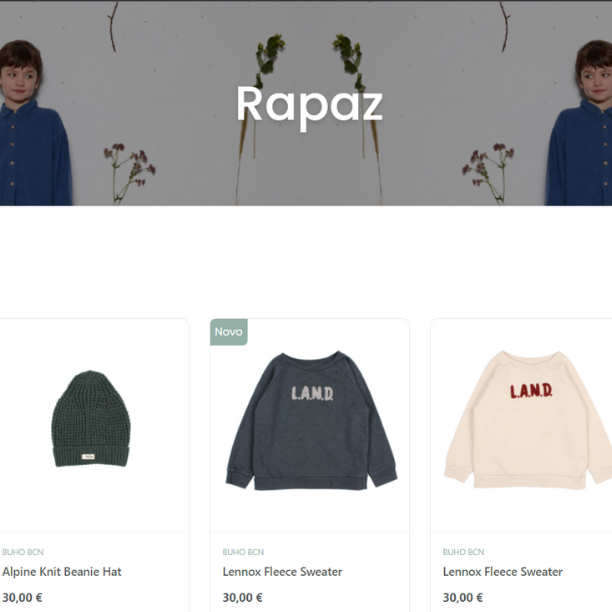 Rapaz
Novo
L.A.N.D.
L.A.N.D.
BUHO BCN
BUHO BCN
BUHO BCN
Alpine Knit Beanie Hat
Lennox Fleece Sweater
Lennox Fleece Sweater
30,00 €
30,00 €
30,00 €